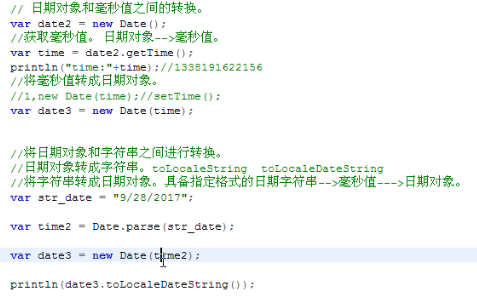 // 日期对象和毫秒值之间的转换。
var date2 = new Date();
//获取毫秒值。 日期对象-->毫秒值。
var time = date2.getTime();
println("time:"+time);//1338191622156
//将毫秒值转成日期对象。
//1,new Date(time);//setTime();
var date3 = new Date(time);
//将日期对象和字符串之间进行转换。
//日期对象转成字符串。toLocaleString toLocaleDateString
//将字符串转成日期对象。具备指定格式的日期字符串-->毫秒值--->日期对象。
var str_date = "9/28/2017";
var time2 = Date.parse(str_date);
var date3 = new Date(time2);
println(date3.toLocaleDateString());